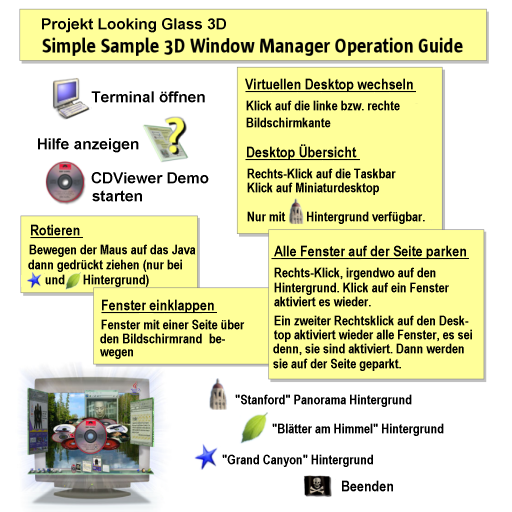 Projekt Looking Glass 3D
Simple Sample 3D Window Manager Operation Guide
Terminal öffnen
Hilfe anzeigen
CDViewer Demo
starten
Virtuellen Desktop wechseln
Klick auf die linke bzw. rechte
Bildschirmkante
Desktop Übersicht
Rechts-Klick auf die Taskbar
Klick auf Miniaturdesktop
Nur mit Hintergrund verfügbar.
Rotieren
Bewegen der Maus auf das Java
dann gedrückt ziehen (nur bei
und Hintergrund)
Fenster einklappen
Fenster mit einer Seite über
den Bildschirmrand be-
wegen
Alle Fenster auf der Seite parken
Rechts-Klick, irgendwo auf den
Hintergrund. Klick auf ein Fenster
aktiviert es wieder.
Ein zweiter Rechtsklick auf den Desk-
top aktiviert wieder alle Fenster, es sei
denn, sie sind aktiviert. Dann werden
sie auf der Seite geparkt.
"Stanford" Panorama Hintergrund
"Blätter am Himmel" Hintergrund
"Grand Canyon" Hintergrund
Beenden